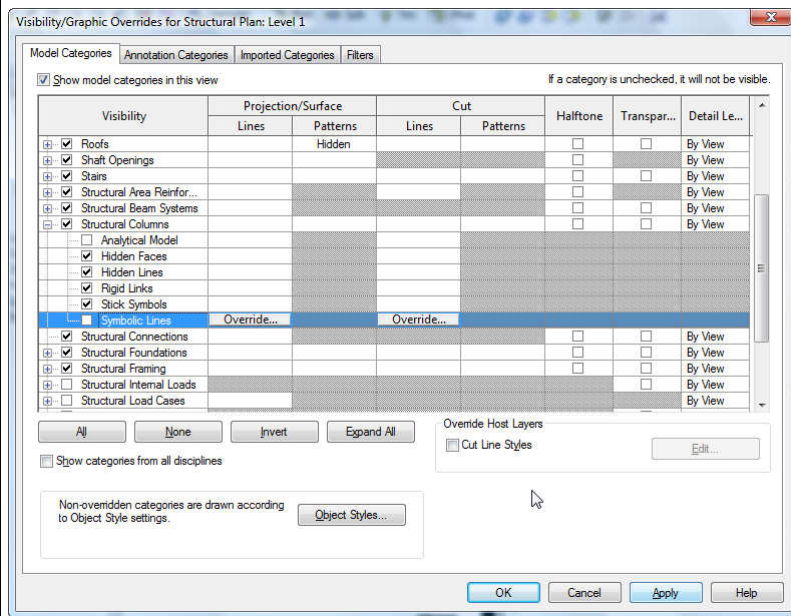 Visibility/Graphic Overrides for Structural Plan: Level 1
Model Categories Annotation Categories Imported Categories Filters
Show model categories in this view If a category is unchecked, it will not be visible.
Visibility Projection/Surface Cut Halftone Transpar... Detail Le...
Lines Patterns Lines Patterns
Roofs Hidden By View
Shaft Openings By View
Stairs By View
Structural Area Reinfor... By View
Structural Beam Systems By View
Structural Columns By View
Analytical Model
Hidden Faces
Hidden Lines
Rigid Links
Stick Symbols
Symbolic Lines Override... Override...
Structural Connections By View
Structural Foundations By View
Structural Framing By View
Structural Internal Loads By View
Structural Load Cases By View
All None Invert Expand All
Override Host Layers
Cut Line Styles Edit...
Show categories from all disciplines
Non-overridden categories are drawn according
to Object Style settings.
Object Styles...
OK Cancel Apply Help